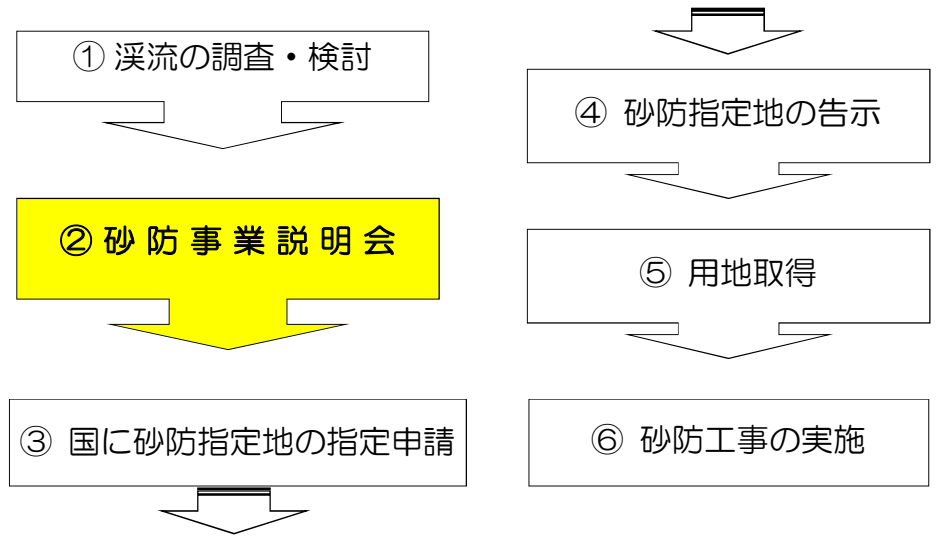 ① 渓流の調査・検討
② 砂防事業説明会
③ 国に砂防指定地の指定申請
④ 砂防指定地の告示
⑤ 用地取得
⑥ 砂防工事の実施